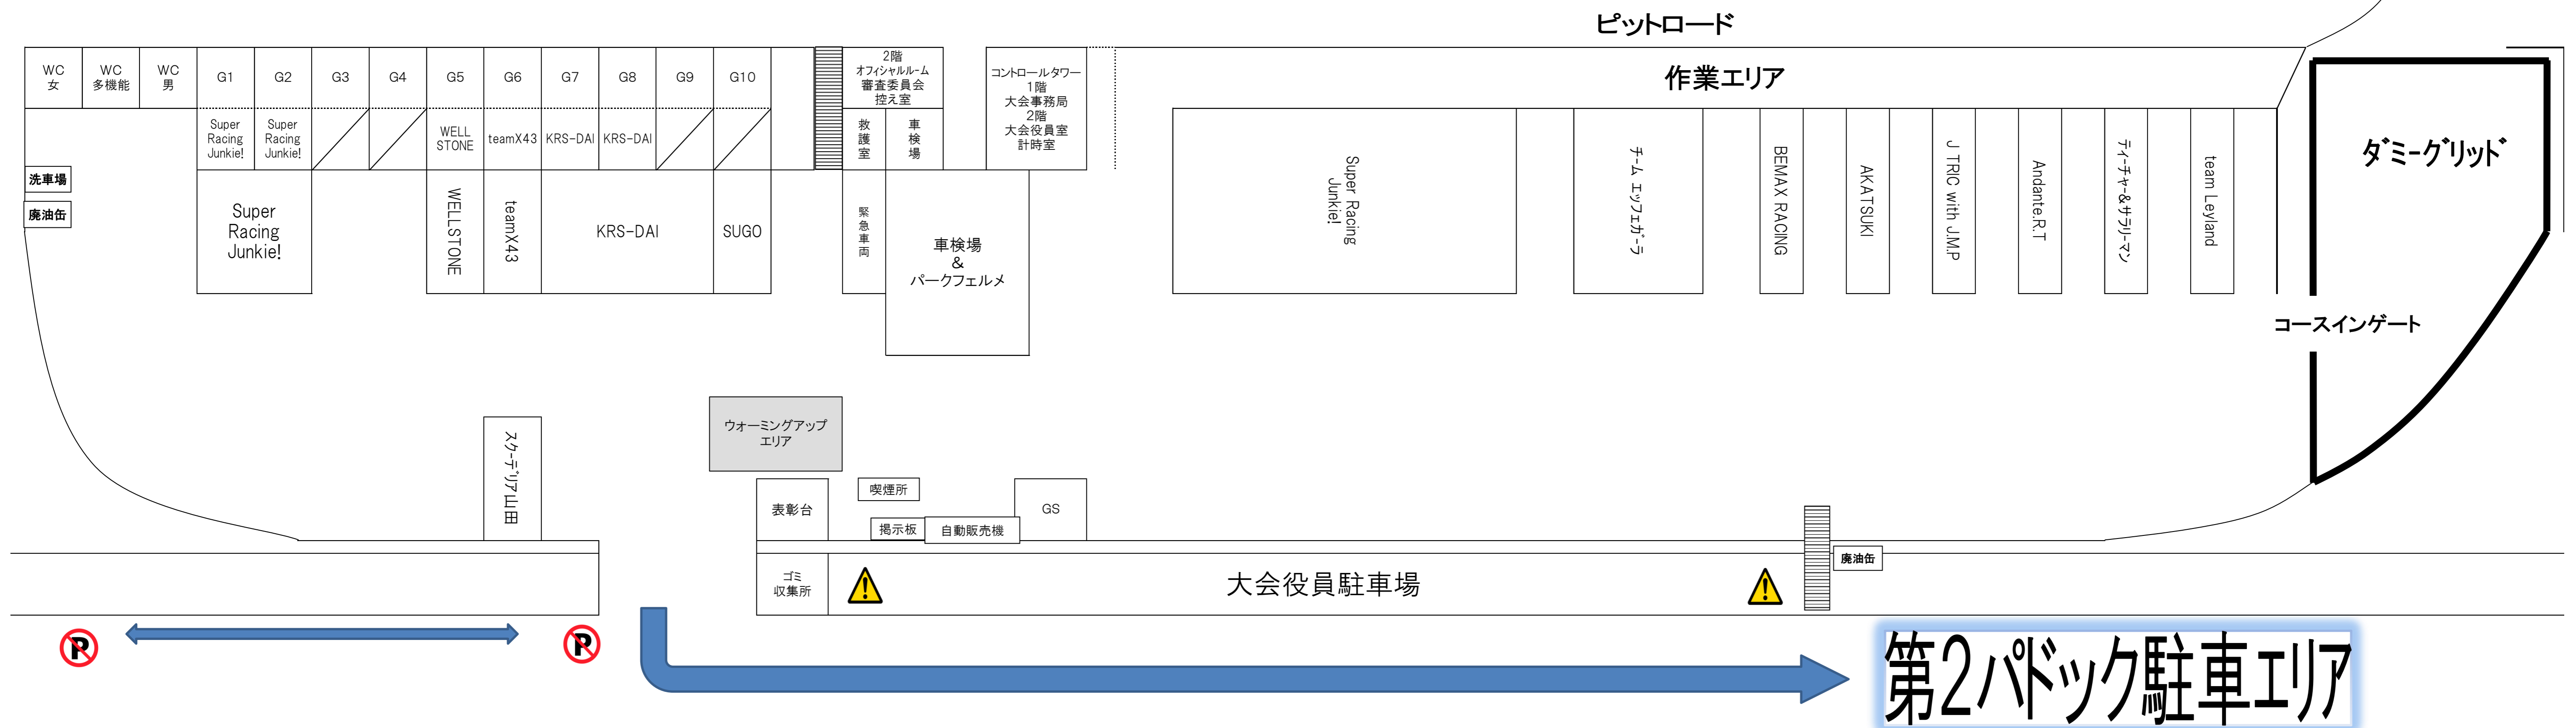 ピットロード
WC
女
WC
多機能
WC
男
G1
G2
G3
G4
G5
G6
G7
G8
G9
G10
2階
オフィシャルルーム
審査委員会
控え室
コントロールタワー
1階
大会事務局
2階
大会役員室
計時室
作業エリア
Super
Racing
Junkie!
Super
Racing
Junkie!
WELL
STONE
teamX43
KRS-DAI
KRS-DAI
救護室
車検場
ダミーグリッド
洗車場
廃油缶
Super
Racing
Junkie!
WELLSTONE
teamX43
KRS-DAI
SUGO
緊急車両
車検場
&
パークフェルメ
Super Racing
Junkie!
チーム エッフェガーラ
BEMAX RACING
AKATSUKI
J TRIC with J.M.P
Andante.R.T
ティーチャー&サラリーマン
team Leyland
コースインゲート
ウォーミングアップ
エリア
スクーデリア山田
表彰台
喫煙所
掲示板
自動販売機
GS
ゴミ
収集所
大会役員駐車場
廃油缶
P
P
第2パドック駐車エリア